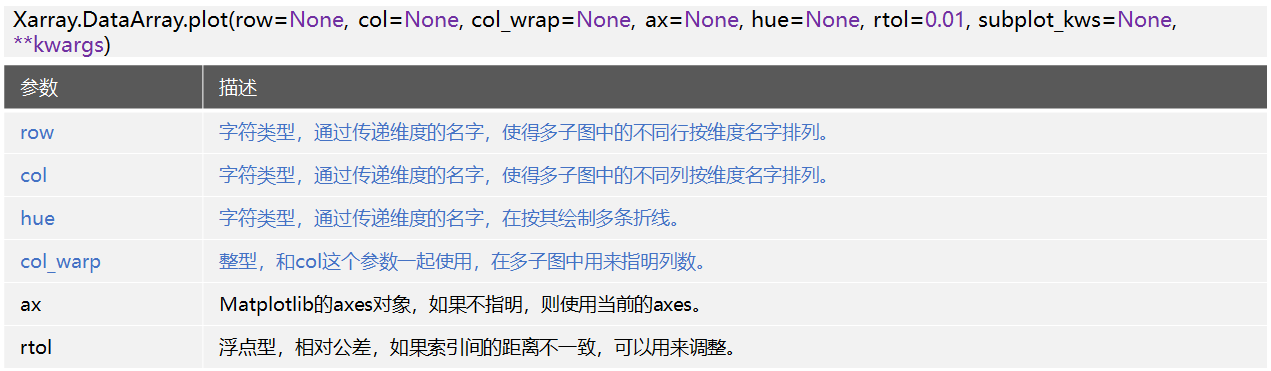 Xarray.DataArray.plot(row=None, col=None, col_wrap=None, ax=None, hue=None, rtol=0.01, subplot_kws=None,
**kwargs)
参数 描述
row 字符类型，通过传递维度的名字，使得多子图中的不同行按维度名字排列。
col 字符类型，通过传递维度的名字，使得多子图中的不同列按维度名字排列。
hue 字符类型，通过传递维度的名字，在按其绘制多条折线。
col_warp 整型，和col这个参数一起使用，在多子图中用来指明列数。
ax Matplotlib的axes对象，如果不指明，则使用当前的axes。
rtol 浮点型，相对公差，如果索引间的距离不一致，可以用来调整。